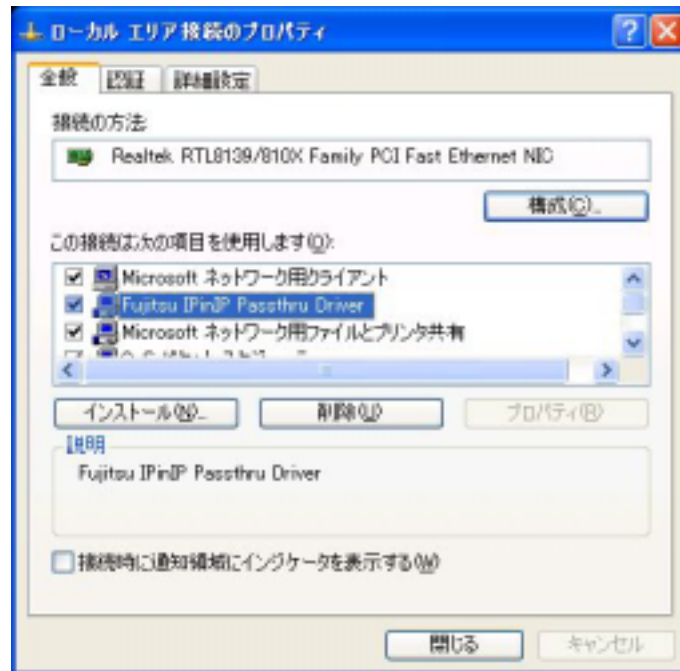 ローカル エリア接続のプロパティ
全般 認証 詳細設定
接続の方法:
Realtek RTL8139/810X Family PCI Fast Ethernet NIC
構成(C)...
この接続は次の項目を使用します(O):
Microsoft ネットワーク用クライアント
Fujitsu IPinIP Passthru Driver
Microsoft ネットワーク用ファイルとプリンタ共有
インストール(N)...
削除(U)
プロパティ(R)
説明
Fujitsu IPinIP Passthru Driver
接続時に通知領域にインジケータを表示する(W)
閉じる
キャンセル